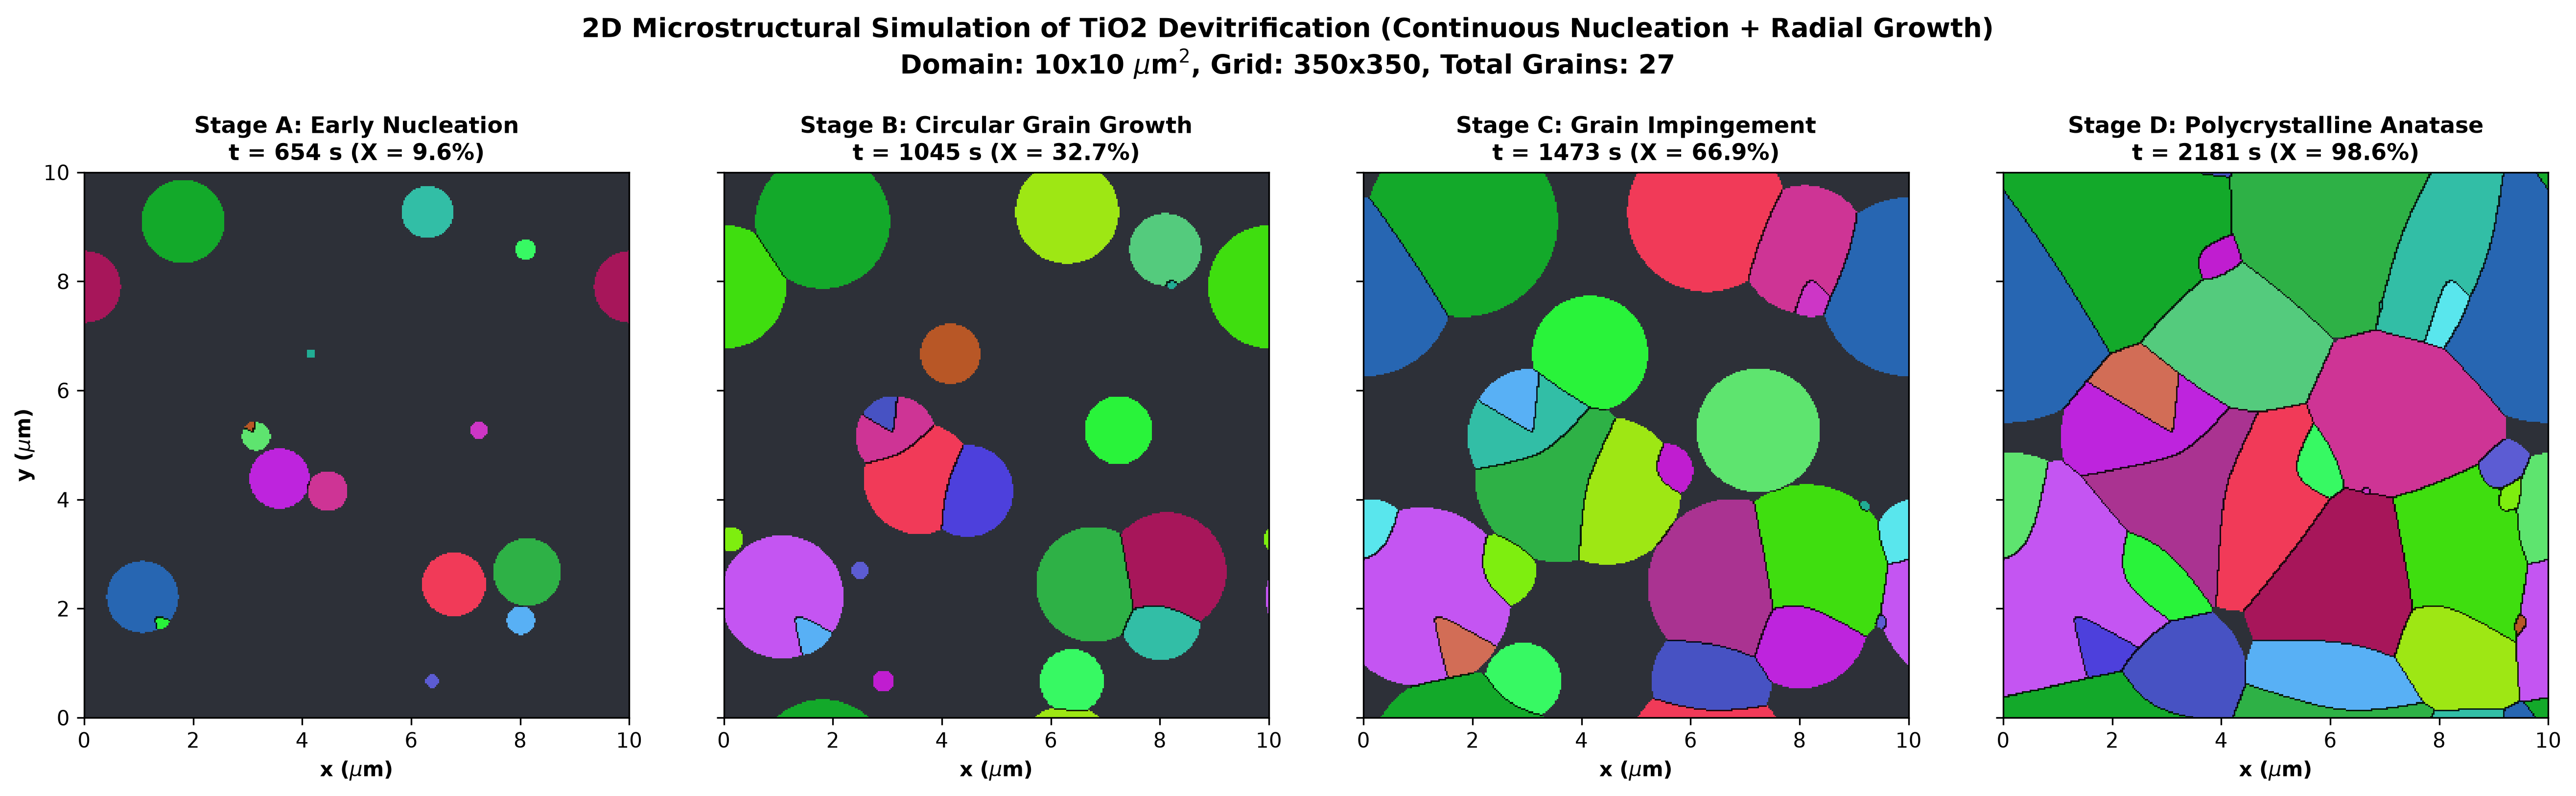 2D Microstructural Simulation of TiO2 Devitrification (Continuous Nucleation + Radial Growth)
Domain: 10x10 μm², Grid: 350x350, Total Grains: 27
Stage A: Early Nucleation
t = 654 s (X = 9.6%)
10
8
6
4
2
0
y (μm)
0 2 4 6 8 10
x (μm)
Stage B: Circular Grain Growth
t = 1045 s (X = 32.7%)
0 2 4 6 8 10
x (μm)
Stage C: Grain Impingement
t = 1473 s (X = 66.9%)
0 2 4 6 8 10
x (μm)
Stage D: Polycrystalline Anatase
t = 2181 s (X = 98.6%)
0 2 4 6 8 10
x (μm)